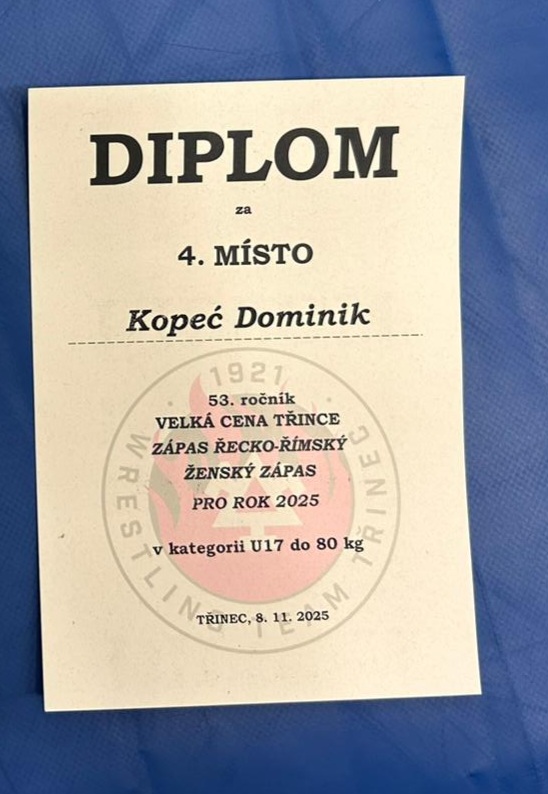 DIPLOM
za
4. MÍSTO
Kopeć Dominik
1921
WRESTLING TEAM TŘINEC
53. ročník
VELKÁ CENA TŘINCE
ZÁPAS ŘECKO-ŘÍMSKÝ
ŽENSKÝ ZÁPAS
PRO ROK 2025
v kategorii U17 do 80 kg
TŘINEC, 8. 11. 2025